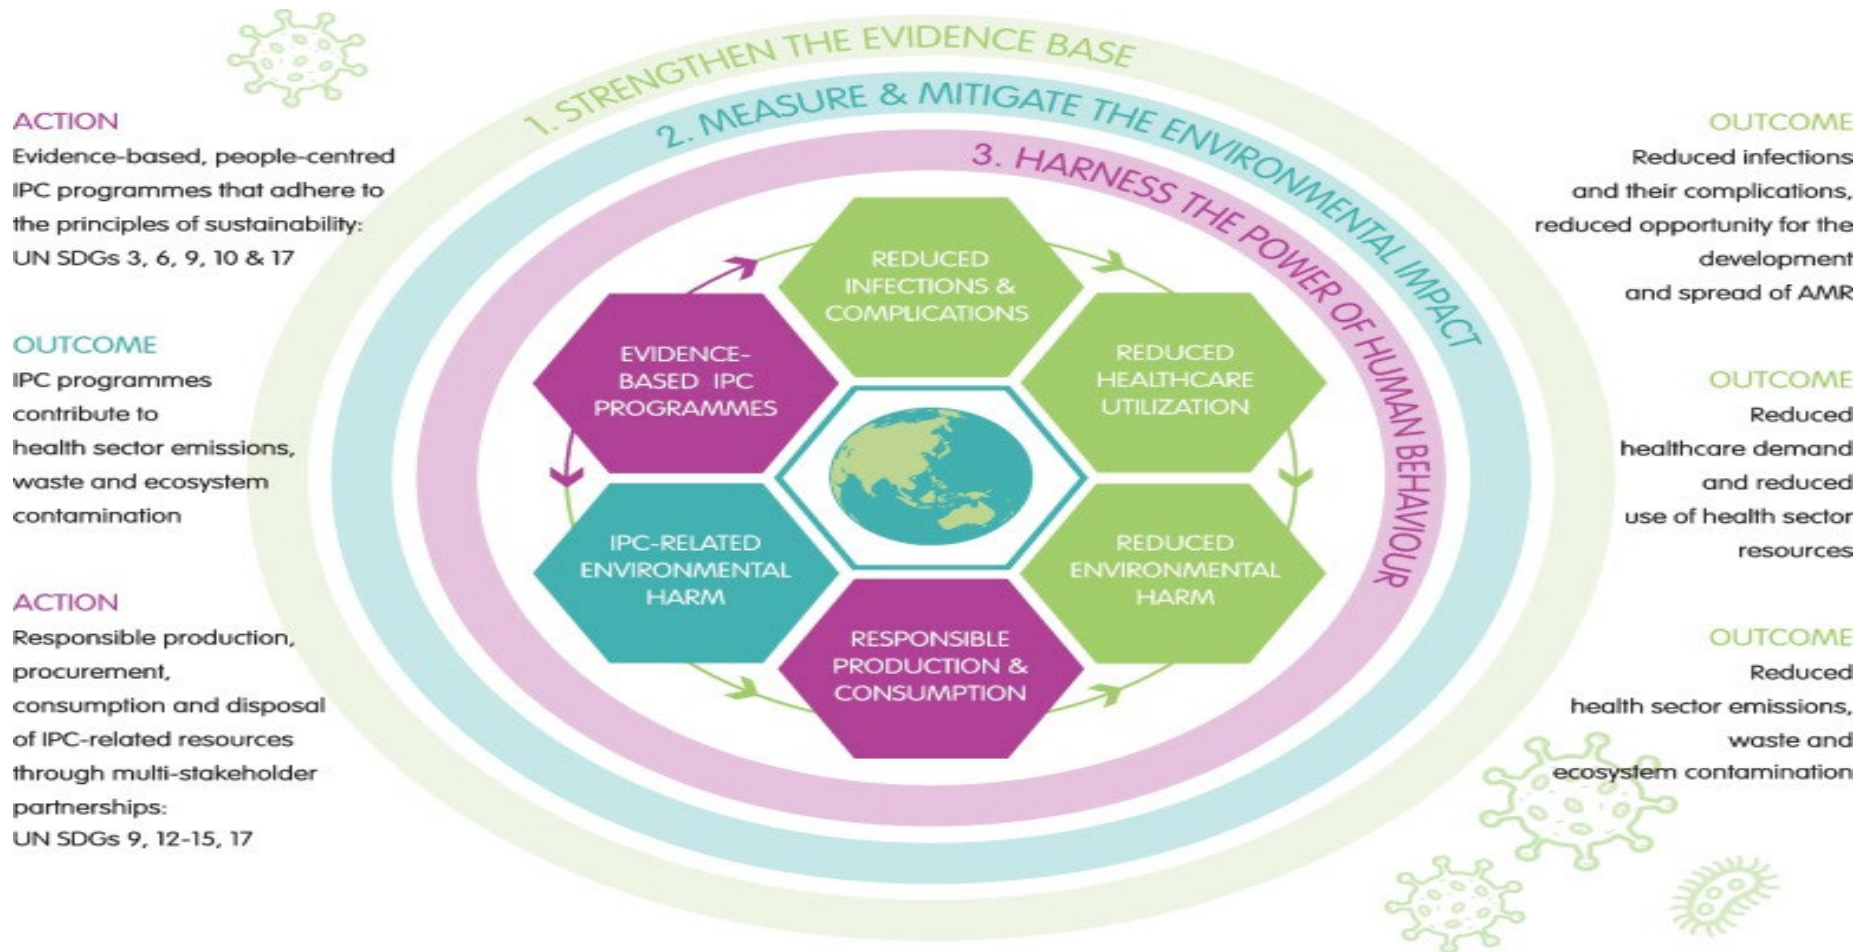 1. STRENGTHEN THE EVIDENCE BASE
2. MEASURE & MITIGATE THE ENVIRONMENTAL IMPACT
3. HARNESS THE POWER OF HUMAN BEHAVIOUR
ACTION
Evidence-based, people-centred
IPC programmes that adhere to
the principles of sustainability:
UN SDGs 3, 6, 9, 10 & 17
OUTCOME
IPC programmes
contribute to
health sector emissions,
waste and ecosystem
contamination
ACTION
Responsible production,
procurement,
consumption and disposal
of IPC-related resources
through multi-stakeholder
partnerships:
UN SDGs 9, 12-15, 17
REDUCED
INFECTIONS &
COMPLICATIONS
EVIDENCE-
BASED IPC
PROGRAMMES
REDUCED
HEALTHCARE
UTILIZATION
IPC-RELATED
ENVIRONMENTAL
HARM
REDUCED
ENVIRONMENTAL
HARM
RESPONSIBLE
PRODUCTION &
CONSUMPTION
OUTCOME
Reduced infections
and their complications,
reduced opportunity for the
development
and spread of AMR
OUTCOME
Reduced
healthcare demand
and reduced
use of health sector
resources
OUTCOME
Reduced
health sector emissions,
waste and
ecosystem contamination